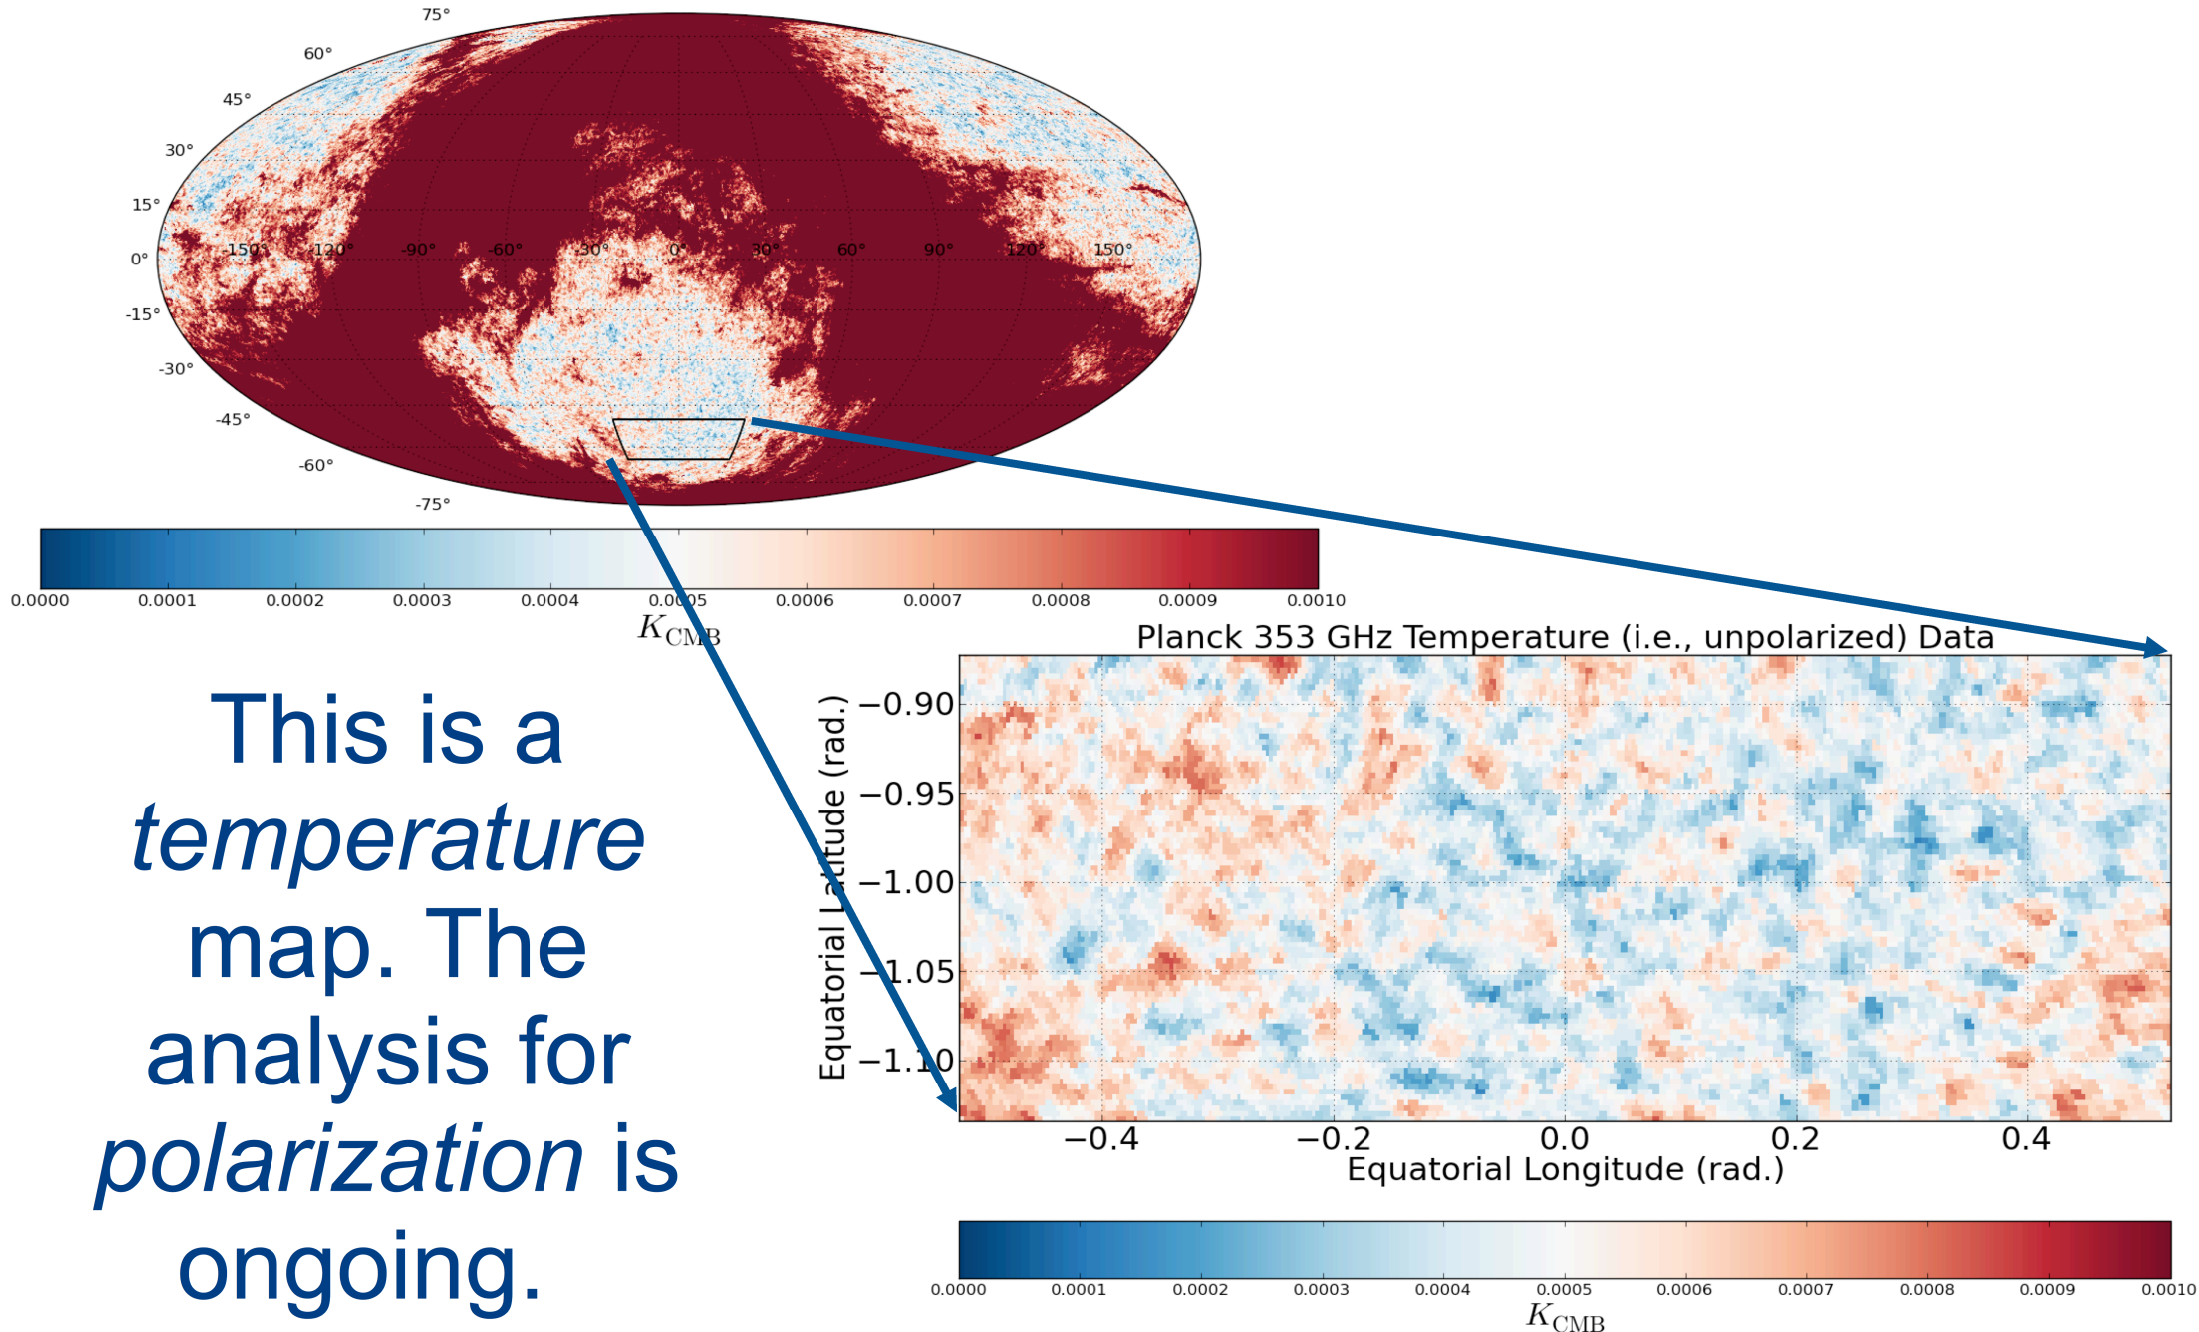 75°
60°
45°
30°
15°
0°
-15°
-30°
-45°
-60°
-75°
-150° -120° -90° -60° -30° 0° 30° 60° 90° 120° 150°
0.0000 0.0001 0.0002 0.0003 0.0004 0.0005 0.0006 0.0007 0.0008 0.0009 0.0010
K_CMB
This is a
temperature
map. The
analysis for
polarization is
ongoing.
Planck 353 GHz Temperature (i.e., unpolarized) Data
Equatorial Latitude (rad.)
−0.90
−0.95
−1.00
−1.05
−1.10
−0.4 −0.2 0.0 0.2 0.4
Equatorial Longitude (rad.)
0.0000 0.0001 0.0002 0.0003 0.0004 0.0005 0.0006 0.0007 0.0008 0.0009 0.0010
K_CMB